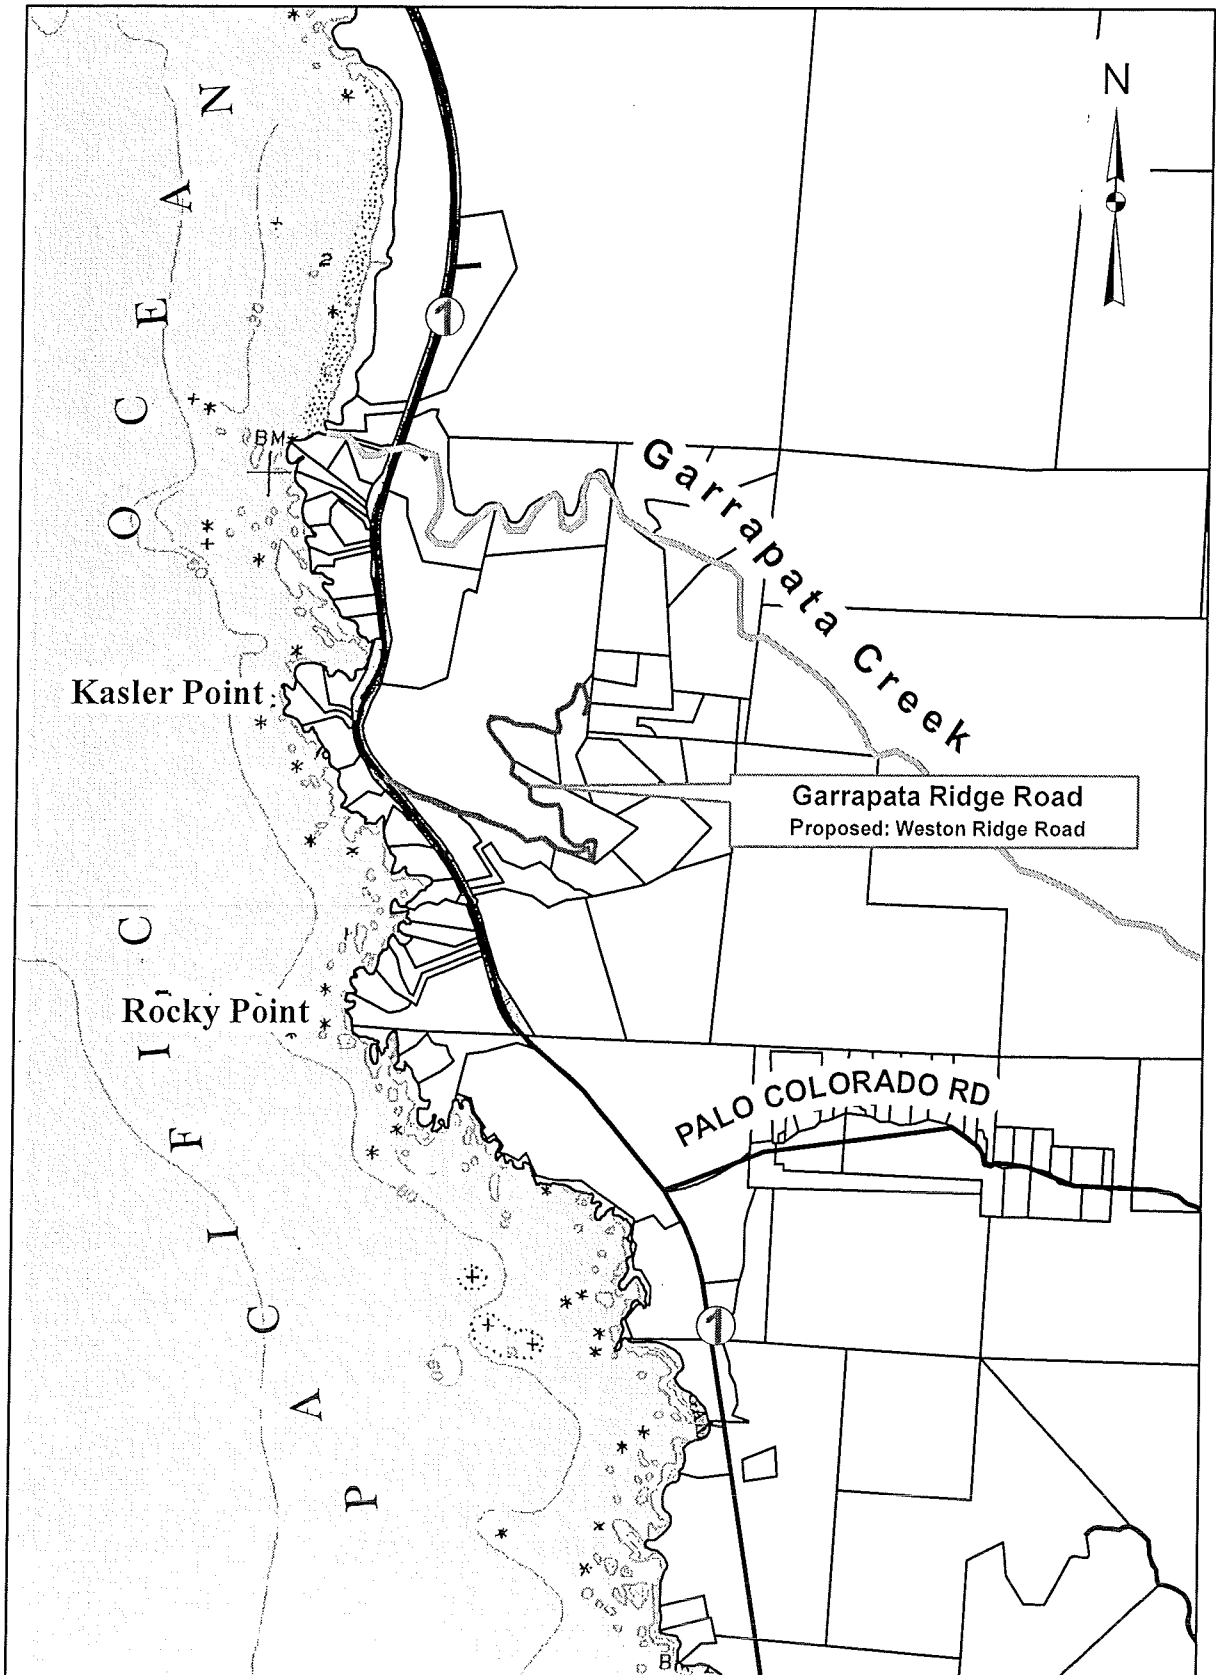 N
1
BM
Garrapata Creek
Kasler Point
Garrapata Ridge Road
Proposed: Weston Ridge Road
Rocky Point
PALO COLORADO RD
1
PACIFIC OCEAN
B